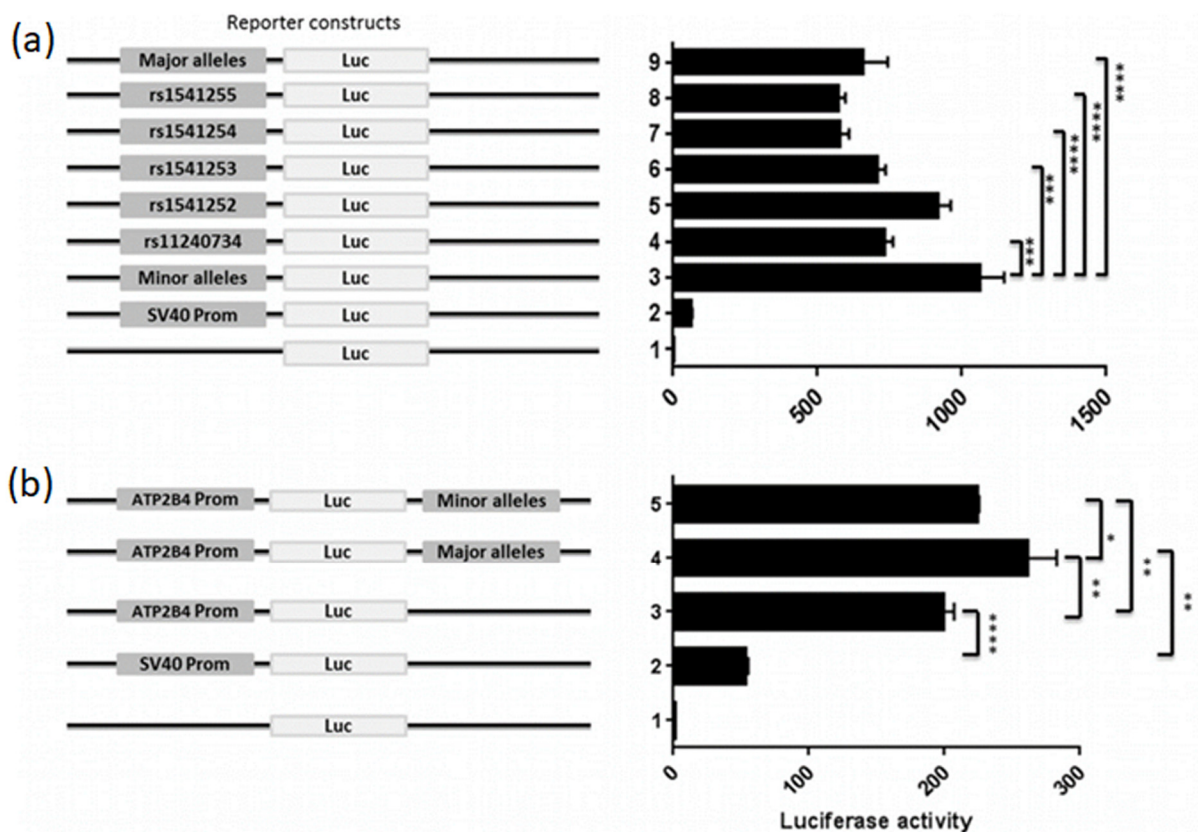 (a)
Reporter constructs
Major alleles Luc 9
rs1541255 Luc 8
rs1541254 Luc 7
rs1541253 Luc 6
rs1541252 Luc 5
rs11240734 Luc 4
Minor alleles Luc 3
SV40 Prom Luc 2
Luc 1
*** *** **** **** ****
0 500 1000 1500
(b)
ATP2B4 Prom Luc Minor alleles 5
ATP2B4 Prom Luc Major alleles 4
ATP2B4 Prom Luc 3
SV40 Prom Luc 2
Luc 1
**** ** * ** **
0 100 200 300
Luciferase activity